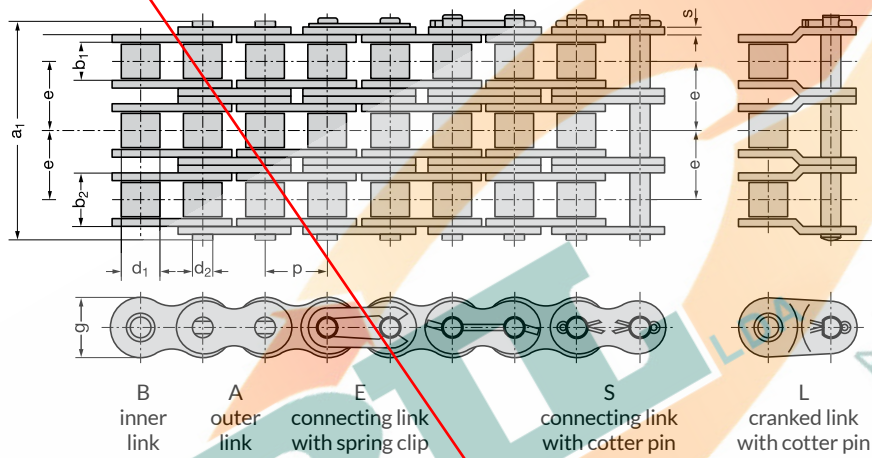 s
b1
e
e
a1
e
e
b2
d1
d2
p
g
B
inner
link
A
outer
link
E
connecting link
with spring clip
S
connecting link
with cotter pin
L
cranked link
with cotter pin
LDA